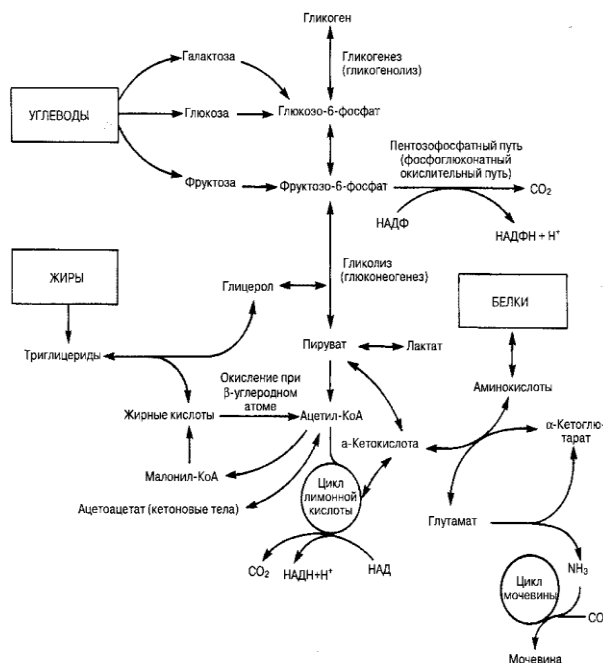 Гликоген
Гликогенез
(гликогенолиз)
Галактоза
УГЛЕВОДЫ
Глюкоза
Глюкозо-6-фосфат
Пентозофосфатный путь
(фосфоглюконатный
окислительный путь)
Фруктоза
Фруктозо-6-фосфат
CO₂
НАДФ
НАДФН + Н⁺
Гликолиз
(глюконеогенез)
ЖИРЫ
Глицерол
БЕЛКИ
Триглицериды
Пируват
Лактат
Окисление при
β-углеродном
атоме
Аминокислоты
Жирные кислоты
Ацетил-КоА
α-Кетоглю-
тарат
а-Кетокислота
Малонил-КоА
Цикл
лимонной
кислоты
Ацетоацетат (кетоновые тела)
Глутамат
CO₂
НАДН+Н⁺
НАД
NH₃
Цикл
мочевины
CO
Мочевина